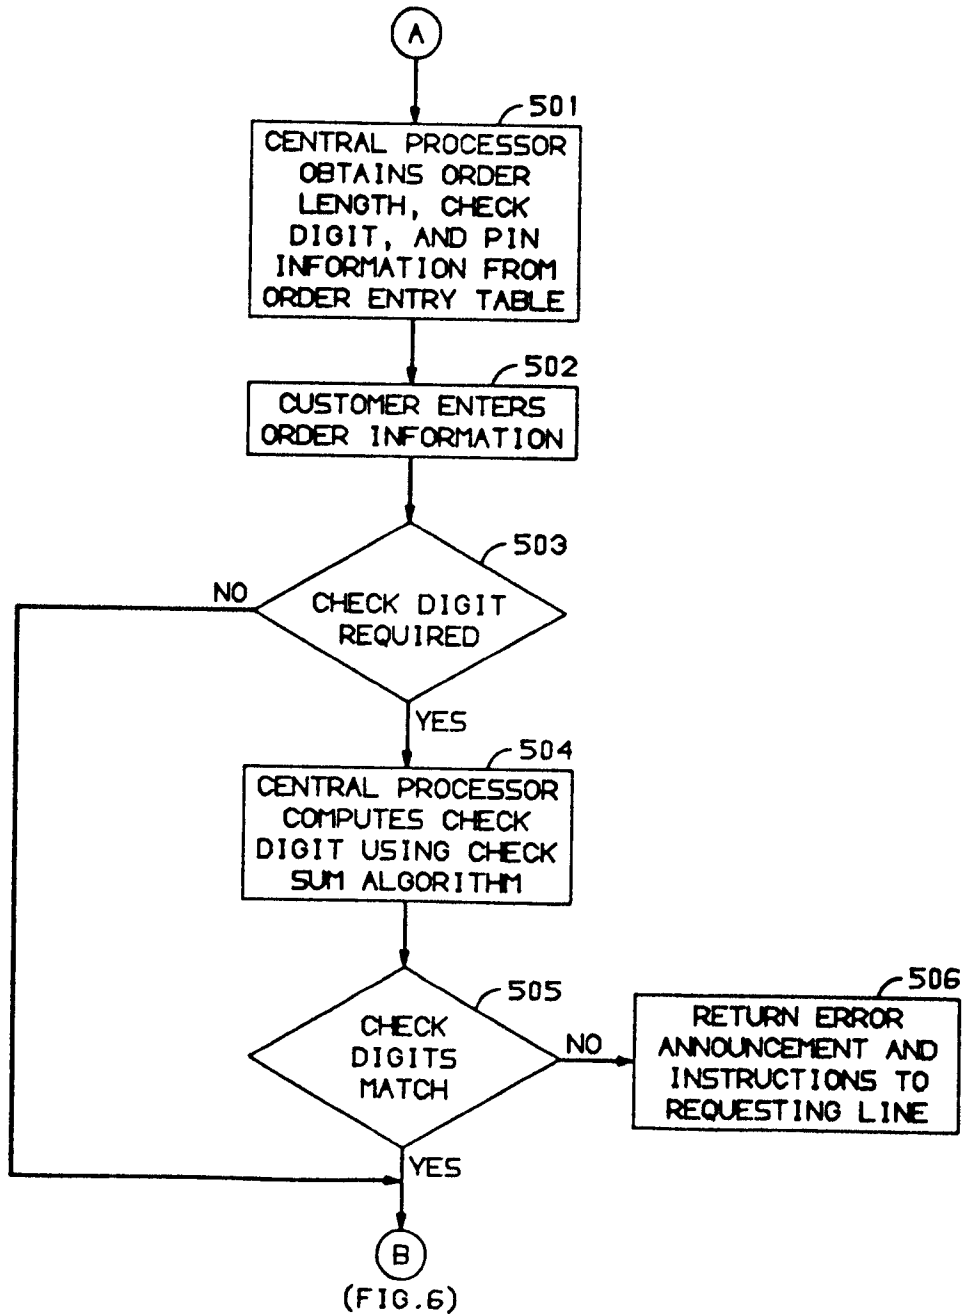 A
501
CENTRAL PROCESSOR
OBTAINS ORDER
LENGTH, CHECK
DIGIT, AND PIN
INFORMATION FROM
ORDER ENTRY TABLE
502
CUSTOMER ENTERS
ORDER INFORMATION
503
NO
CHECK DIGIT
REQUIRED
YES
504
CENTRAL PROCESSOR
COMPUTES CHECK
DIGIT USING CHECK
SUM ALGORITHM
505
CHECK
DIGITS
MATCH
NO
506
RETURN ERROR
ANNOUNCEMENT AND
INSTRUCTIONS TO
REQUESTING LINE
YES
B
(FIG.6)